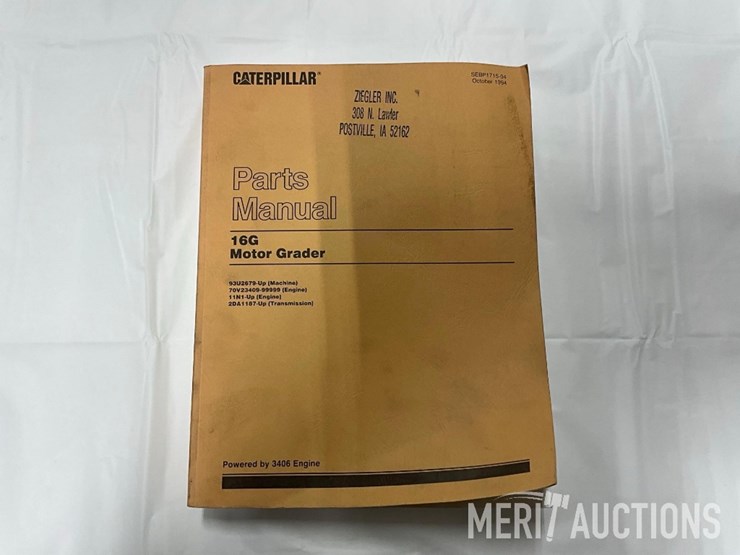 CATERPILLAR®
SEBP1715-04
October 1994
ZIEGLER INC.
308 N. Lawler
POSTVILLE, IA 52162
Parts
Manual
16G
Motor Grader
93U2679-Up (Machine)
70V23409-99999 (Engine)
11N1-Up (Engine)
2DA1187-Up (Transmission)
Powered by 3406 Engine
MERIT AUCTIONS